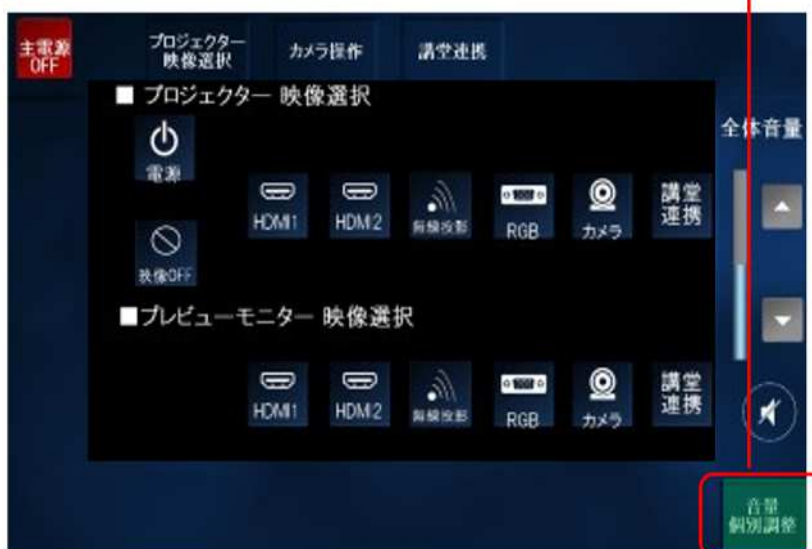 主電源
OFF
プロジェクター
映像選択
カメラ操作
講堂連携
■ プロジェクター 映像選択
全体音量
電源
HDMI1
HDMI2
無線投影
RGB
カメラ
講堂
連携
映像OFF
■プレビューモニター 映像選択
HDMI1
HDMI2
無線投影
RGB
カメラ
講堂
連携
音量
個別調整